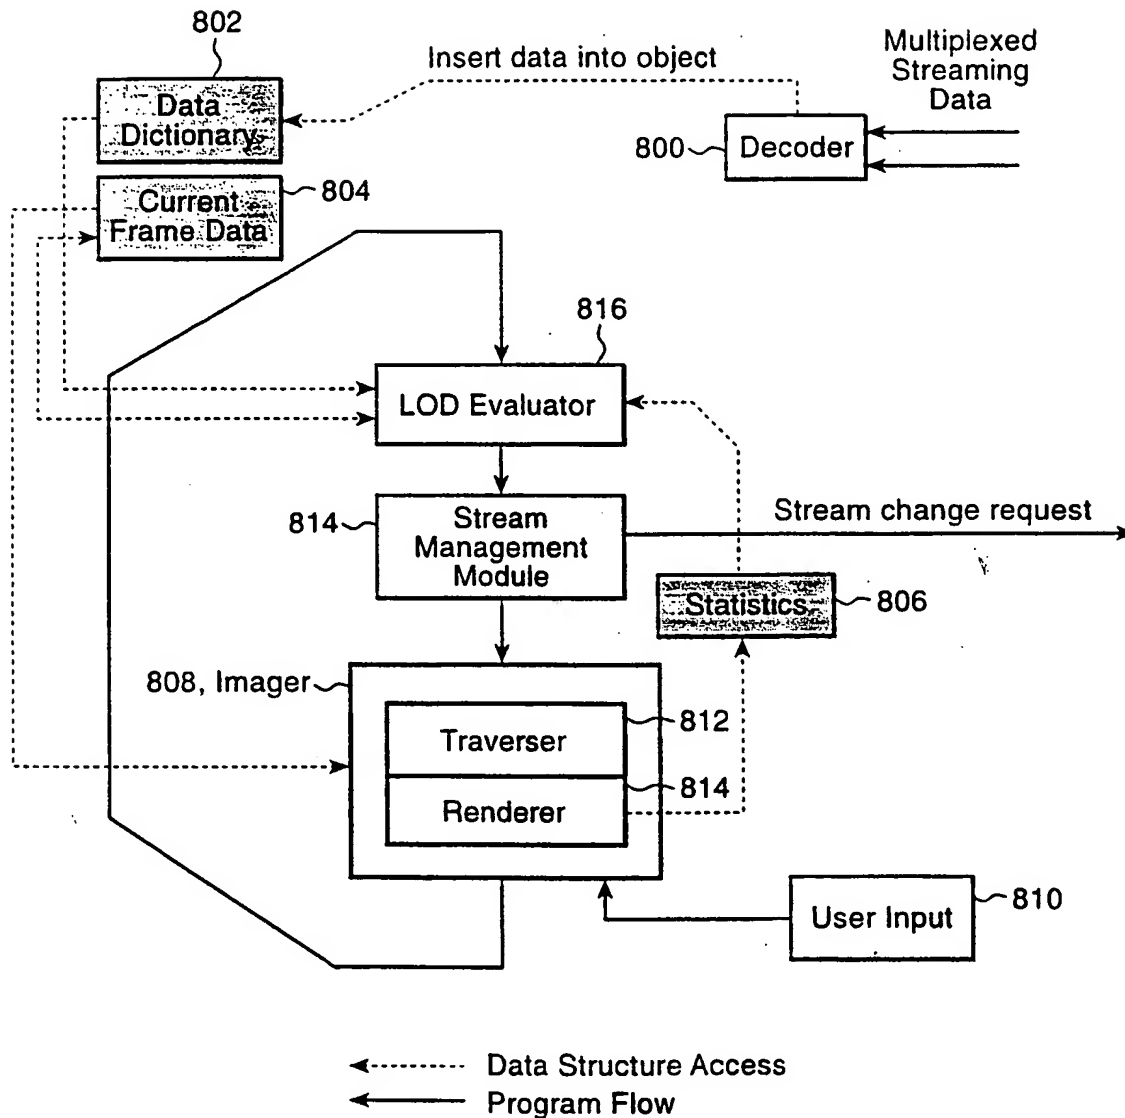 802
Insert data into object
Multiplexed
Streaming
Data
Data
Dictionary
800
Decoder
804
Current
Frame Data
816
LOD Evaluator
814
Stream
Management
Module
Stream change request
Statistics
806
808, Imager
812
Traverser
814
Renderer
User Input
810
Data Structure Access
Program Flow